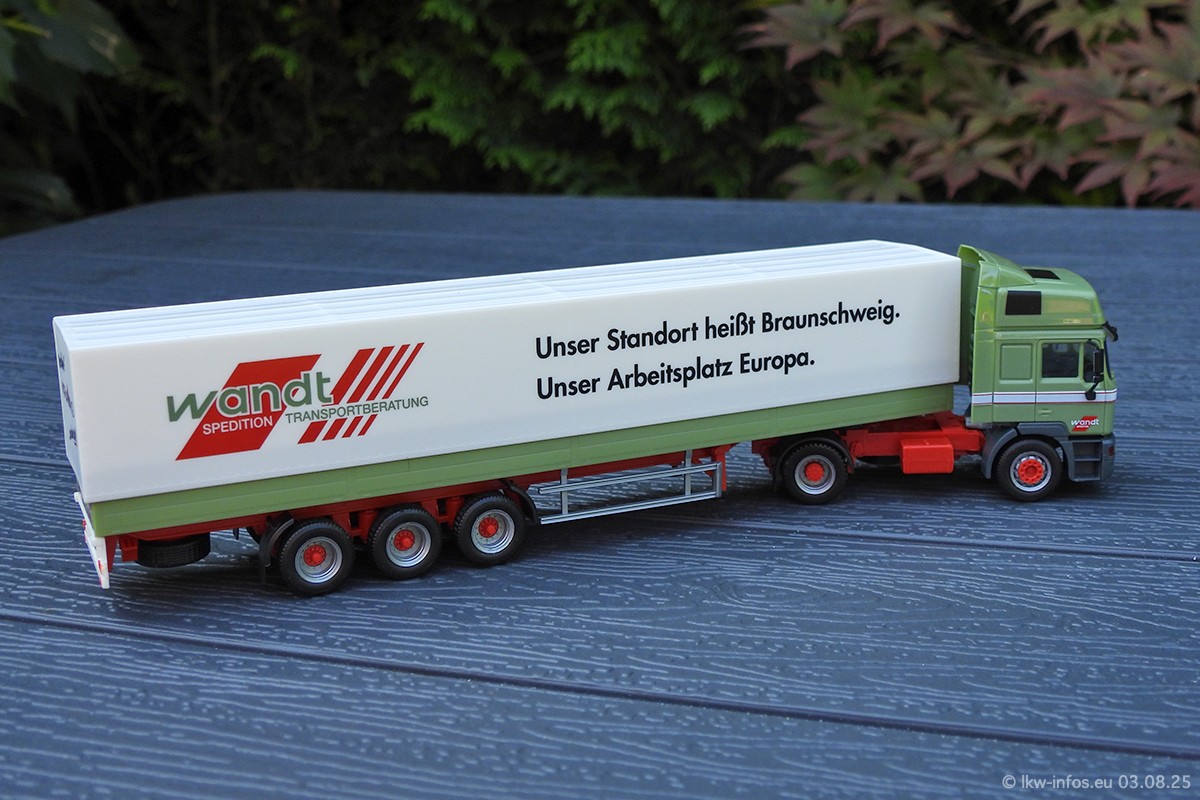 wandt
SPEDITION
TRANSPORTBERATUNG
Unser Standort heißt Braunschweig.
Unser Arbeitsplatz Europa.
wandt
© lkw-infos.eu 03.08.25